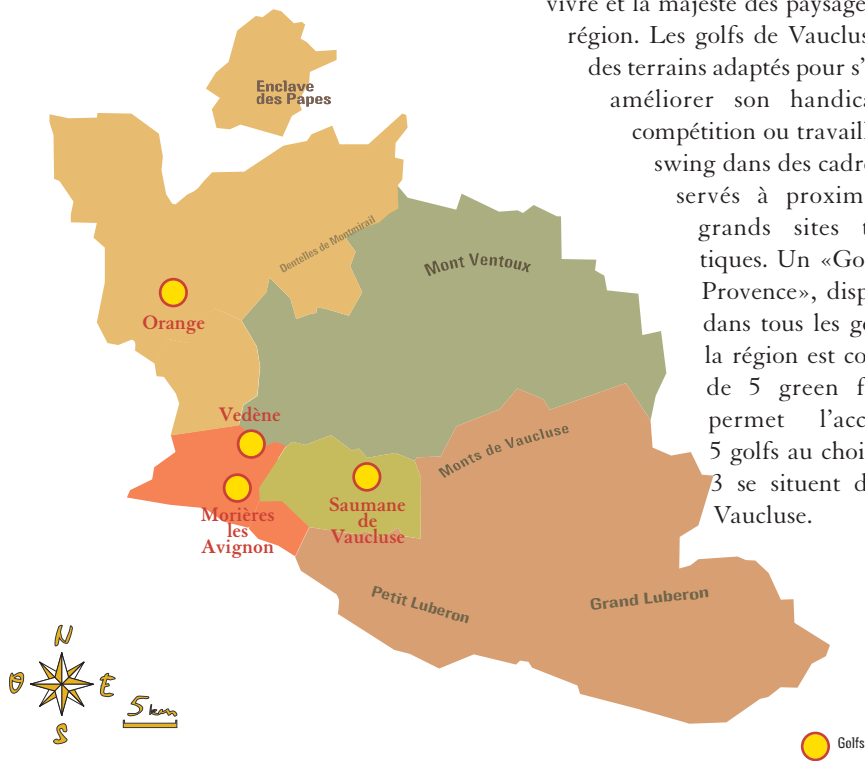 vivre et la majesté des paysage
région. Les golfs de Vauclus
des terrains adaptés pour s'
améliorer son handica
compétition ou travaill
swing dans des cadr
servés à proxim
grands sites t
tiques. Un «Go
Provence», disp
dans tous les go
la région est co
de 5 green f
permet l'acc
5 golfs au choi
3 se situent d
Vaucluse.
Enclave
des Papes
Dentelles de Montmirail
Mont Ventoux
Orange
Vedène
Monts de Vaucluse
Morières
les
Avignon
Saumane
de
Vaucluse
Petit Luberon
Grand Luberon
N
O
E
S
5 km
Golfs